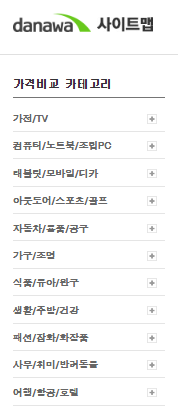 danawa 사이트맵
가격비교 카테고리
가전/TV
컴퓨터/노트북/조립PC
태블릿/모바일/디카
아웃도어/스포츠/골프
자동차/용품/공구
가구/조명
식품/유아/완구
생활/주방/건강
패션/잡화/화장품
사무/취미/반려동물
여행/항공/호텔